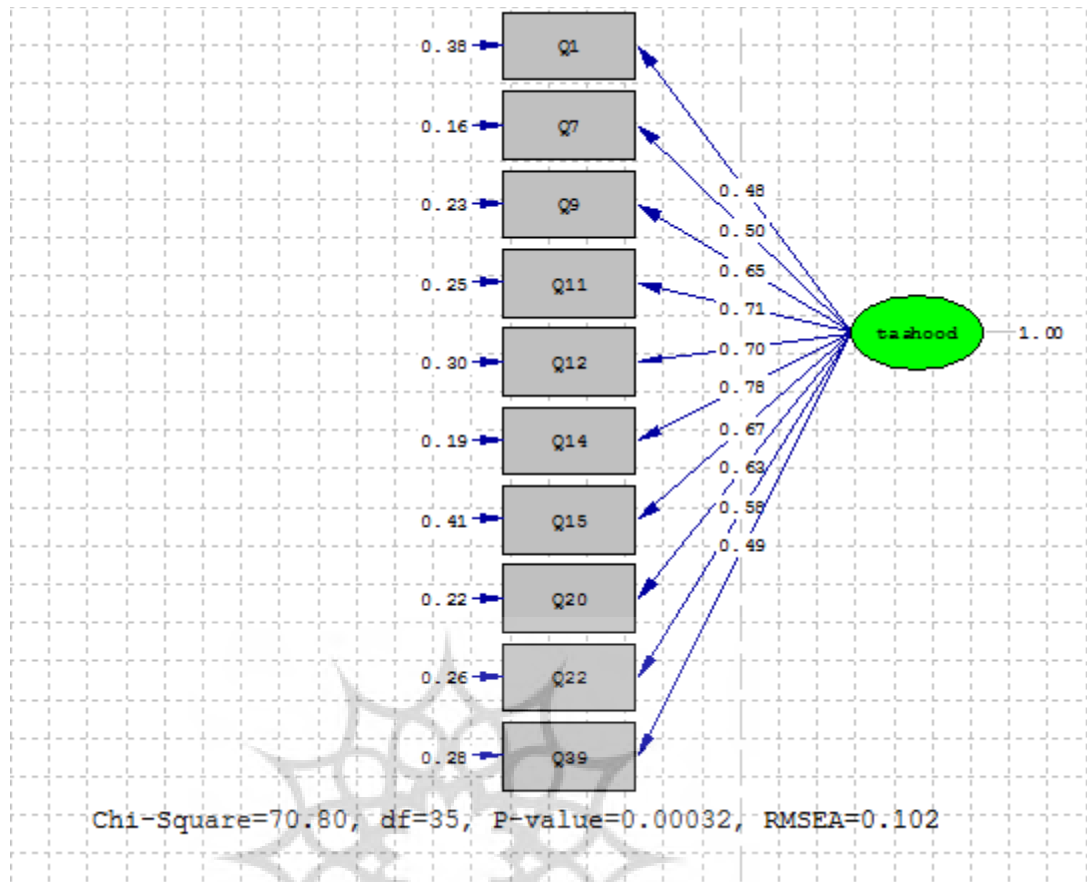 0.38 Q1
0.16 Q7
0.48
0.23 Q9
0.50
0.65
0.25 Q11
0.71
taahood 1.00
0.30 Q12
0.70
0.78
0.19 Q14
0.67
0.63
0.41 Q15
0.58
0.49
0.22 Q20
0.26 Q22
0.28 Q39
Chi-Square=70.80, df=35, P-value=0.00032, RMSEA=0.102